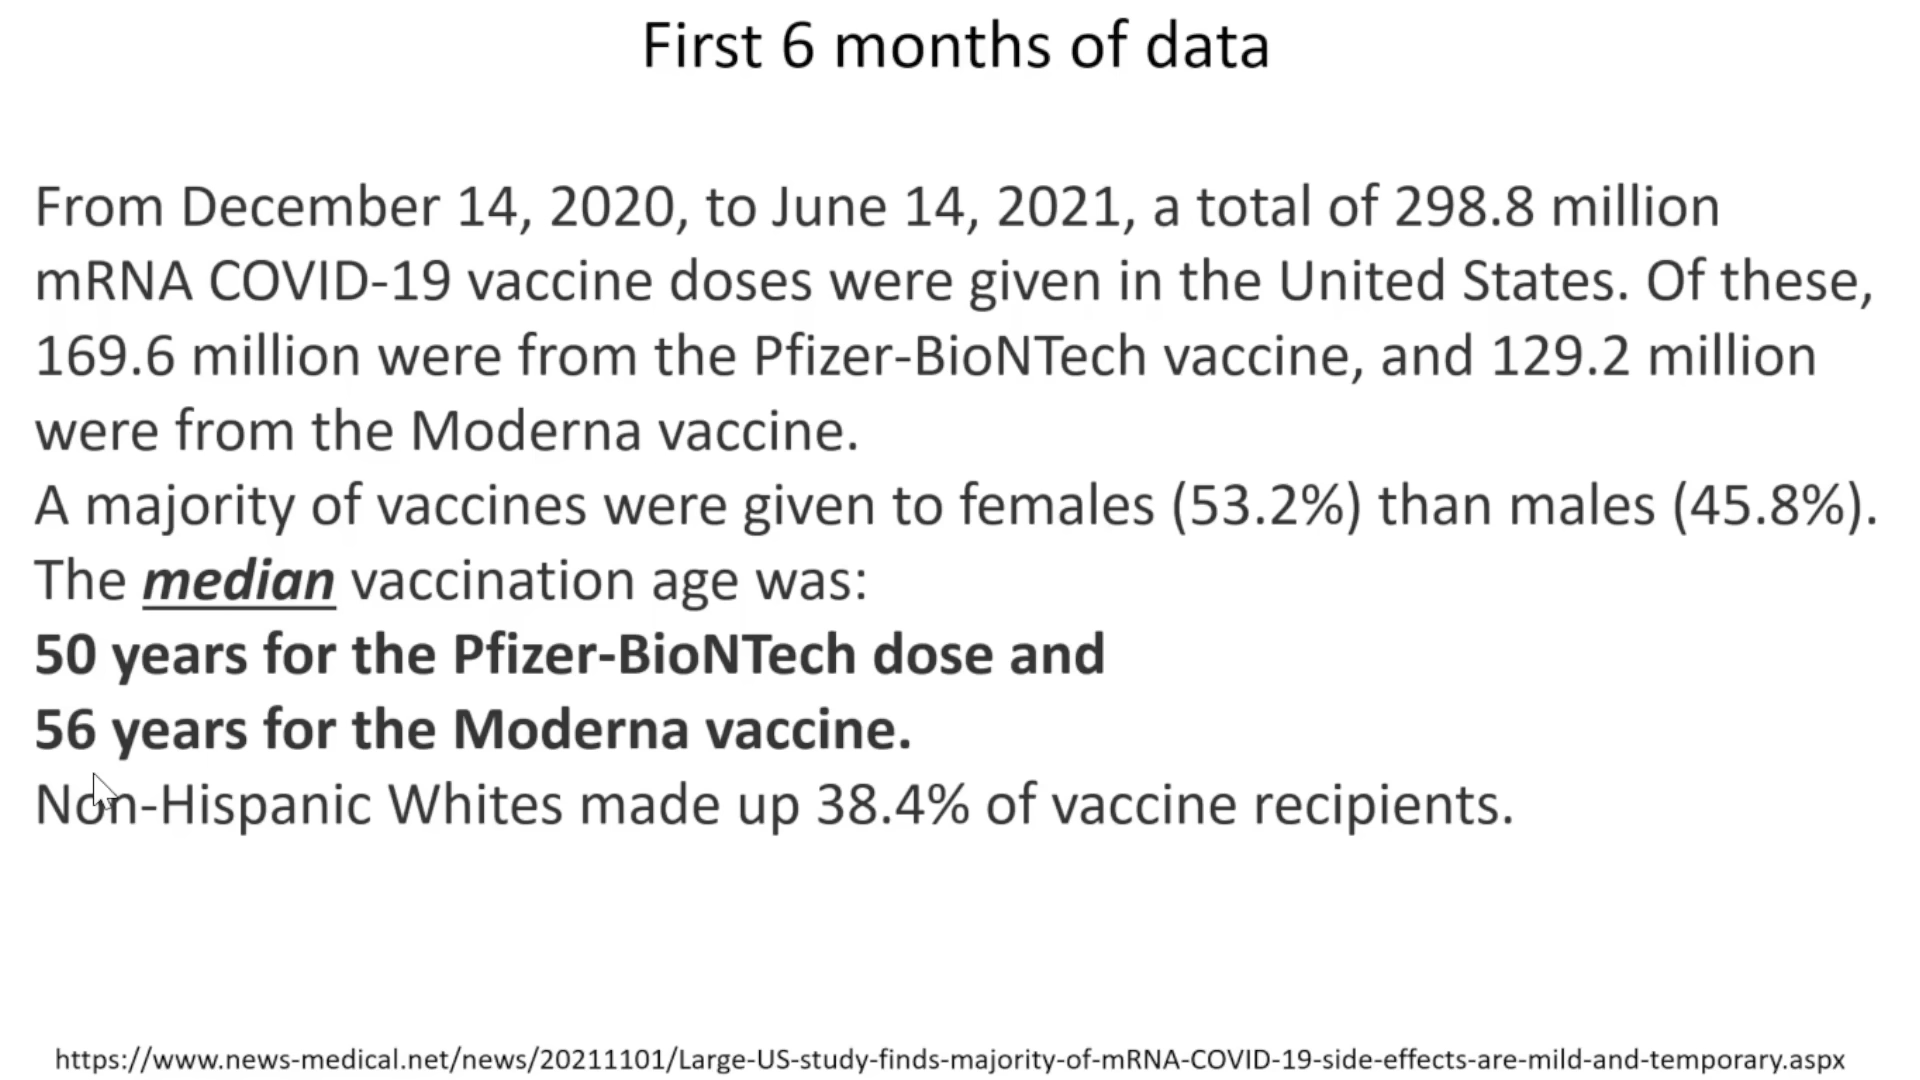 First 6 months of data
From December 14, 2020, to June 14, 2021, a total of 298.8 million
mRNA COVID-19 vaccine doses were given in the United States. Of these,
169.6 million were from the Pfizer-BioNTech vaccine, and 129.2 million
were from the Moderna vaccine.
A majority of vaccines were given to females (53.2%) than males (45.8%).
The median vaccination age was:
50 years for the Pfizer-BioNTech dose and
56 years for the Moderna vaccine.
Non-Hispanic Whites made up 38.4% of vaccine recipients.
https://www.news-medical.net/news/20211101/Large-US-study-finds-majority-of-mRNA-COVID-19-side-effects-are-mild-and-temporary.aspx